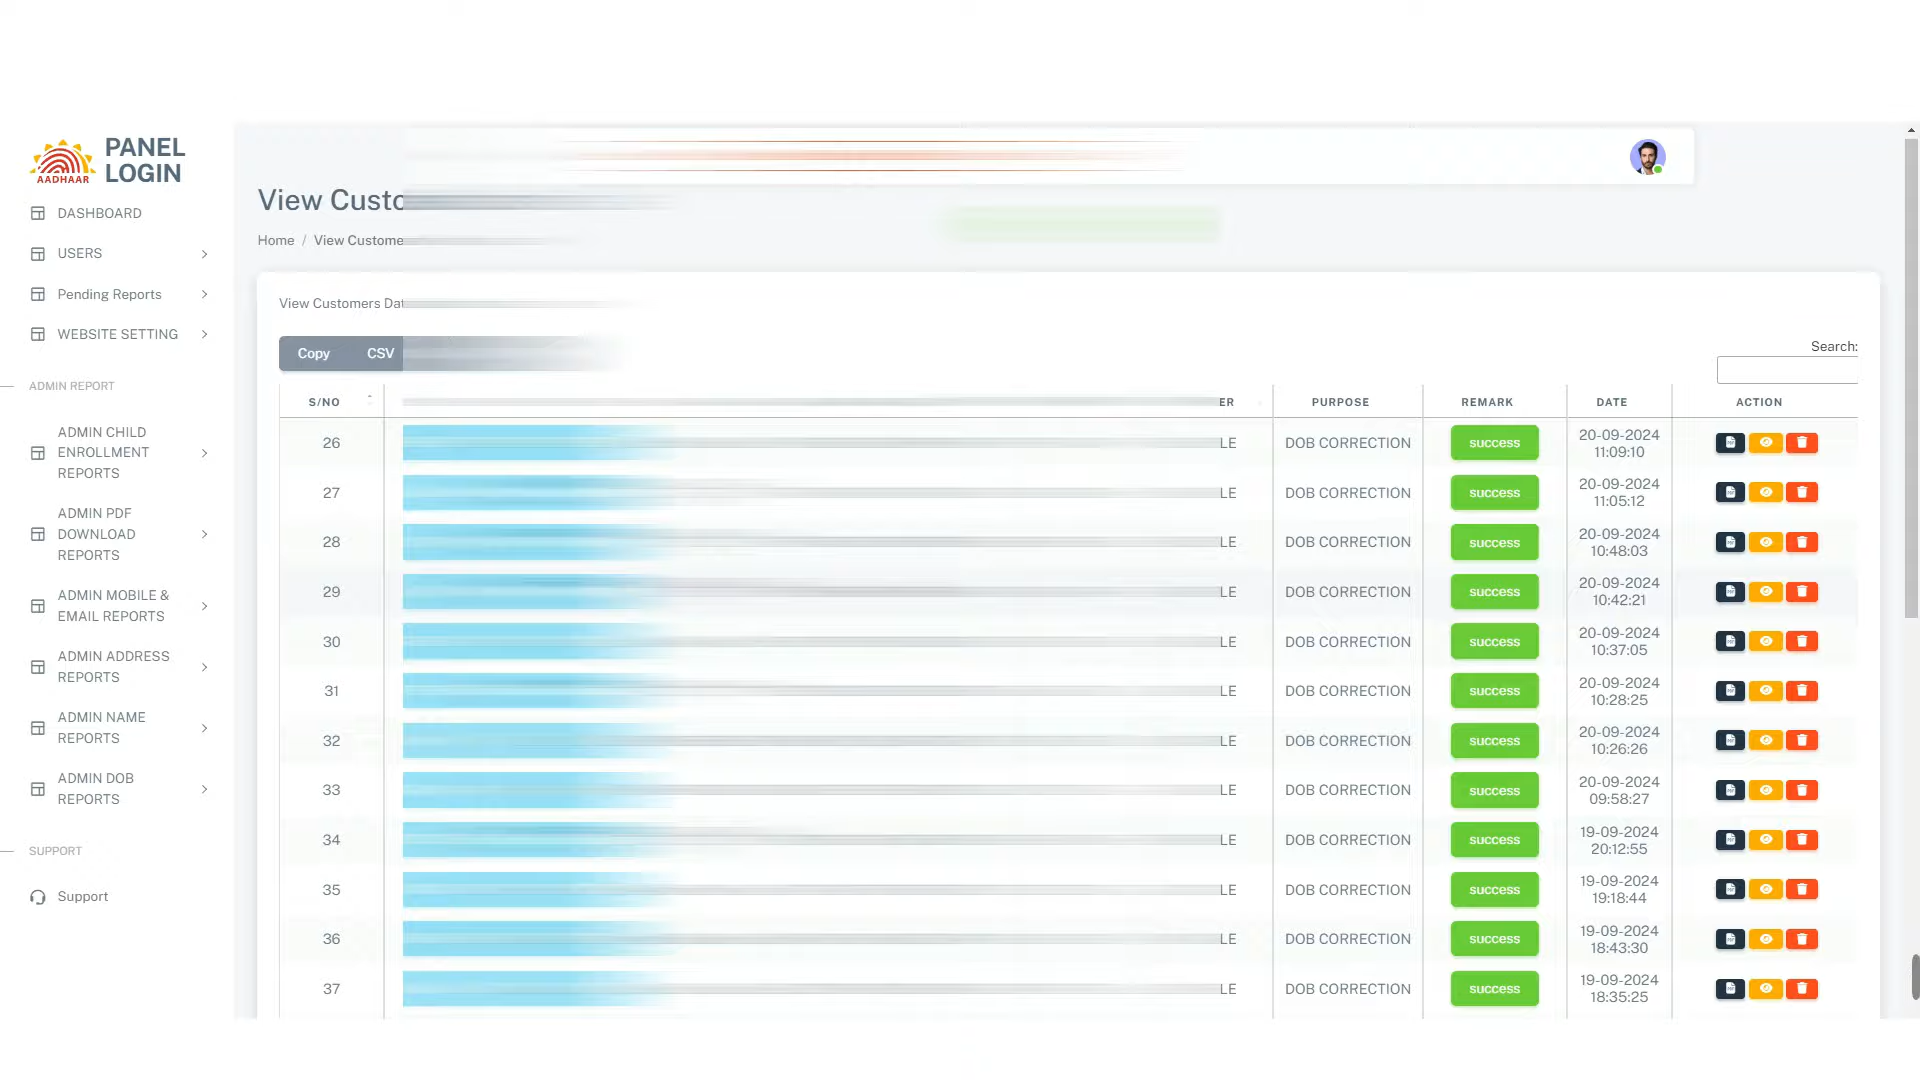 AADHAAR
PANEL
LOGIN
DASHBOARD
USERS
Pending Reports
WEBSITE SETTING
ADMIN REPORT
ADMIN CHILD
ENROLLMENT
REPORTS
ADMIN PDF
DOWNLOAD
REPORTS
ADMIN MOBILE &
EMAIL REPORTS
ADMIN ADDRESS
REPORTS
ADMIN NAME
REPORTS
ADMIN DOB
REPORTS
SUPPORT
Support
View Custo
Home / View Custome
View Customers Dat
Copy CSV
Search:
S/NO ER PURPOSE REMARK DATE ACTION
26 LE DOB CORRECTION success 20-09-2024
11:09:10
27 LE DOB CORRECTION success 20-09-2024
11:05:12
28 LE DOB CORRECTION success 20-09-2024
10:48:03
29 LE DOB CORRECTION success 20-09-2024
10:42:21
30 LE DOB CORRECTION success 20-09-2024
10:37:05
31 LE DOB CORRECTION success 20-09-2024
10:28:25
32 LE DOB CORRECTION success 20-09-2024
10:26:26
33 LE DOB CORRECTION success 20-09-2024
09:58:27
34 LE DOB CORRECTION success 19-09-2024
20:12:55
35 LE DOB CORRECTION success 19-09-2024
19:18:44
36 LE DOB CORRECTION success 19-09-2024
18:43:30
37 LE DOB CORRECTION success 19-09-2024
18:35:25